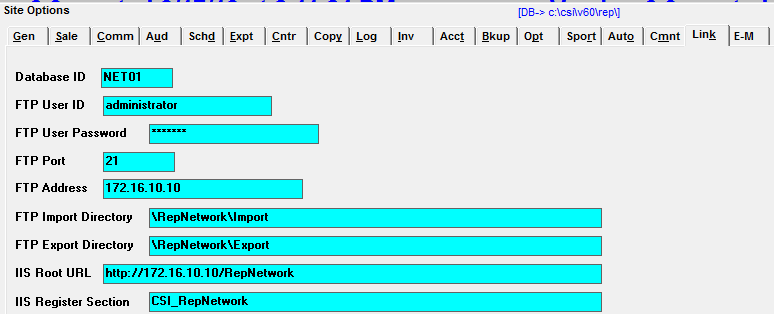 Site Options [DB-> c:\csi\v60\rep\]
Gen Sale Comm Aud Schd Expt Cntr Copy Log Inv Acct Bkup Opt Sport Auto Cmnt Link E-M
Database ID NET01
FTP User ID administrator
FTP User Password *******
FTP Port 21
FTP Address 172.16.10.10
FTP Import Directory \RepNetwork\Import
FTP Export Directory \RepNetwork\Export
IIS Root URL http://172.16.10.10/RepNetwork
IIS Register Section CSI_RepNetwork